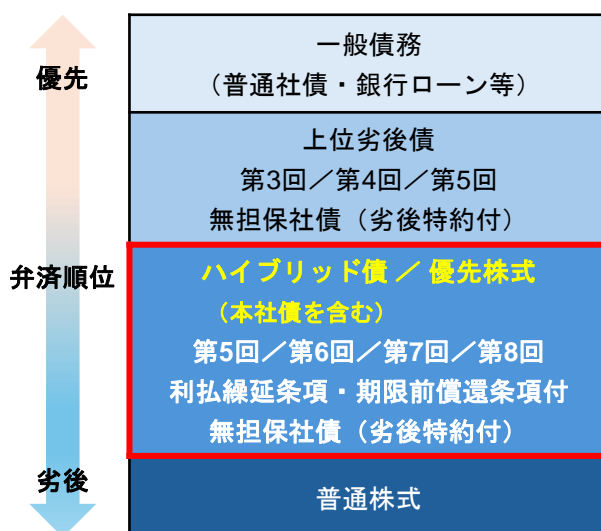 優先
弁済順位
劣後
一般債務
（普通社債・銀行ローン等）
上位劣後債
第3回／第4回／第5回
無担保社債（劣後特約付）
ハイブリッド債 ／ 優先株式
（本社債を含む）
第5回／第6回／第7回／第8回
利払繰延条項・期限前償還条項付
無担保社債（劣後特約付）
普通株式